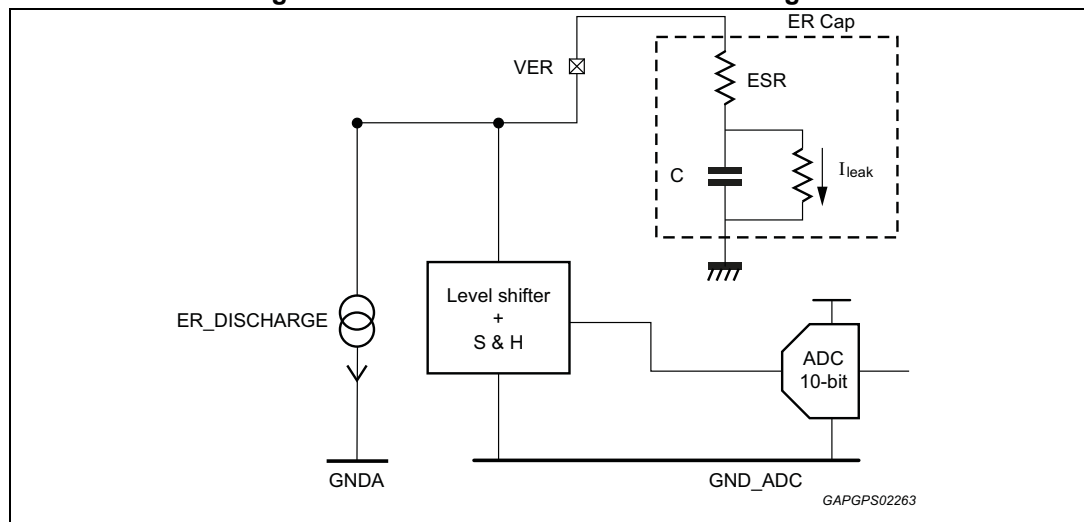 ER Cap
VER
ESR
C
Ileak
Level shifter
+
S & H
ER_DISCHARGE
ADC
10-bit
GNDA
GND_ADC
GAPGPS02263